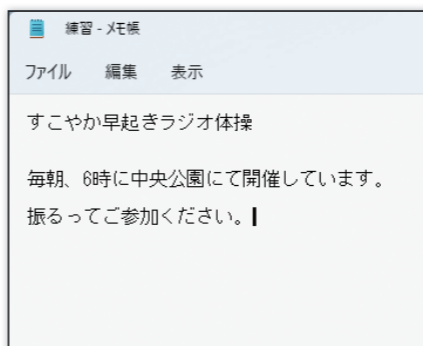 練習 - メモ帳
ファイル 編集 表示
すこやか早起きラジオ体操
毎朝、6時に中央公園にて開催しています。
振るってご参加ください。